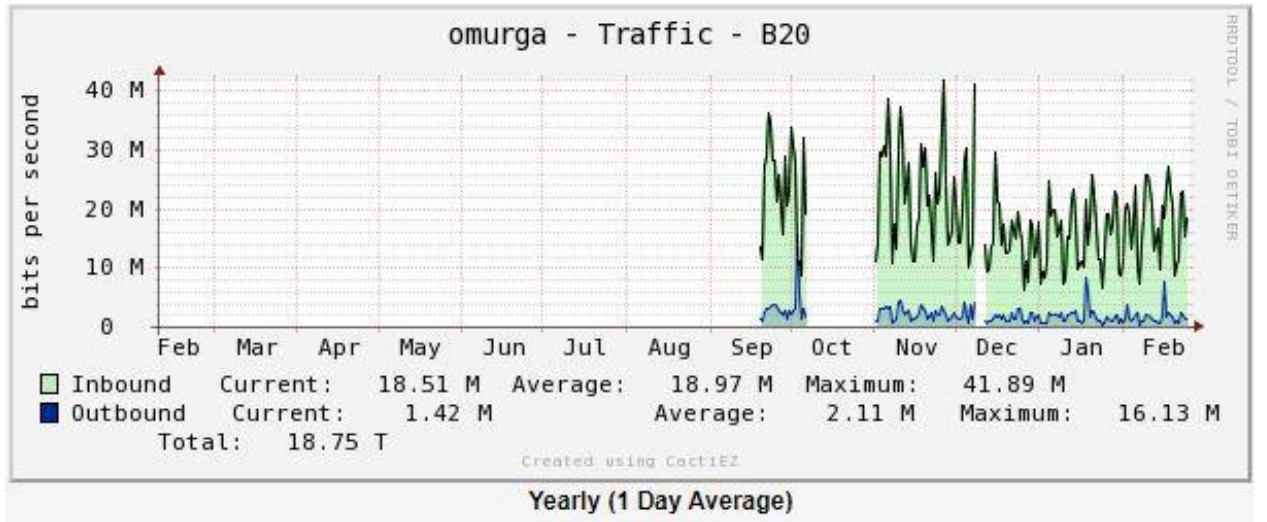 omurga - Traffic - B20
RRDTOOL / TOBI OETIKER
bits per second
40 M
30 M
20 M
10 M
0
Feb Mar Apr May Jun Jul Aug Sep Oct Nov Dec Jan Feb
Inbound Current: 18.51 M Average: 18.97 M Maximum: 41.89 M
Outbound Current: 1.42 M Average: 2.11 M Maximum: 16.13 M
Total: 18.75 T
Created using CactiEZ
Yearly (1 Day Average)